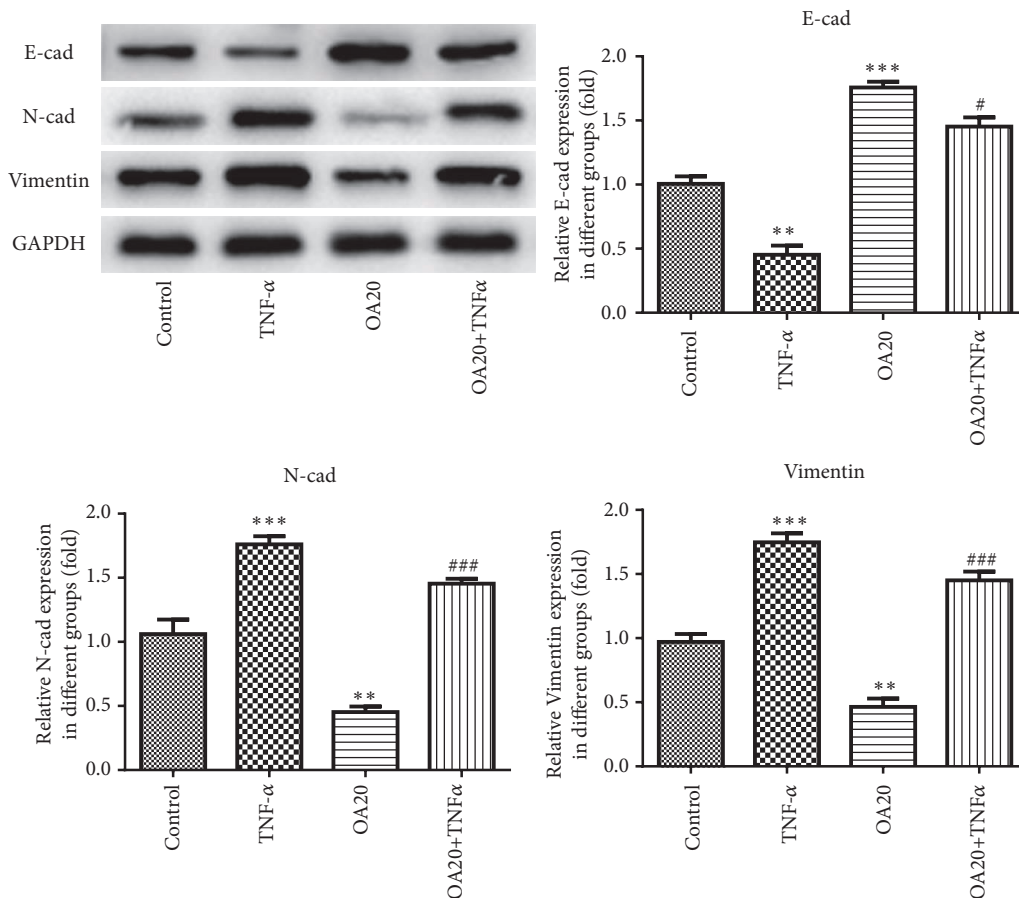 E-cad
N-cad
Vimentin
GAPDH
Control
TNF-α
OA20
OA20+TNFα
E-cad
Relative E-cad expression
in different groups (fold)
2.0
1.5
1.0
0.5
0.0
***
#
**
Control
TNF-α
OA20
OA20+TNFα
N-cad
Relative N-cad expression
in different groups (fold)
2.0
1.5
1.0
0.5
0.0
***
###
**
Control
TNF-α
OA20
OA20+TNFα
Vimentin
Relative Vimentin expression
in different groups (fold)
2.0
1.5
1.0
0.5
0.0
***
###
**
Control
TNF-α
OA20
OA20+TNFα